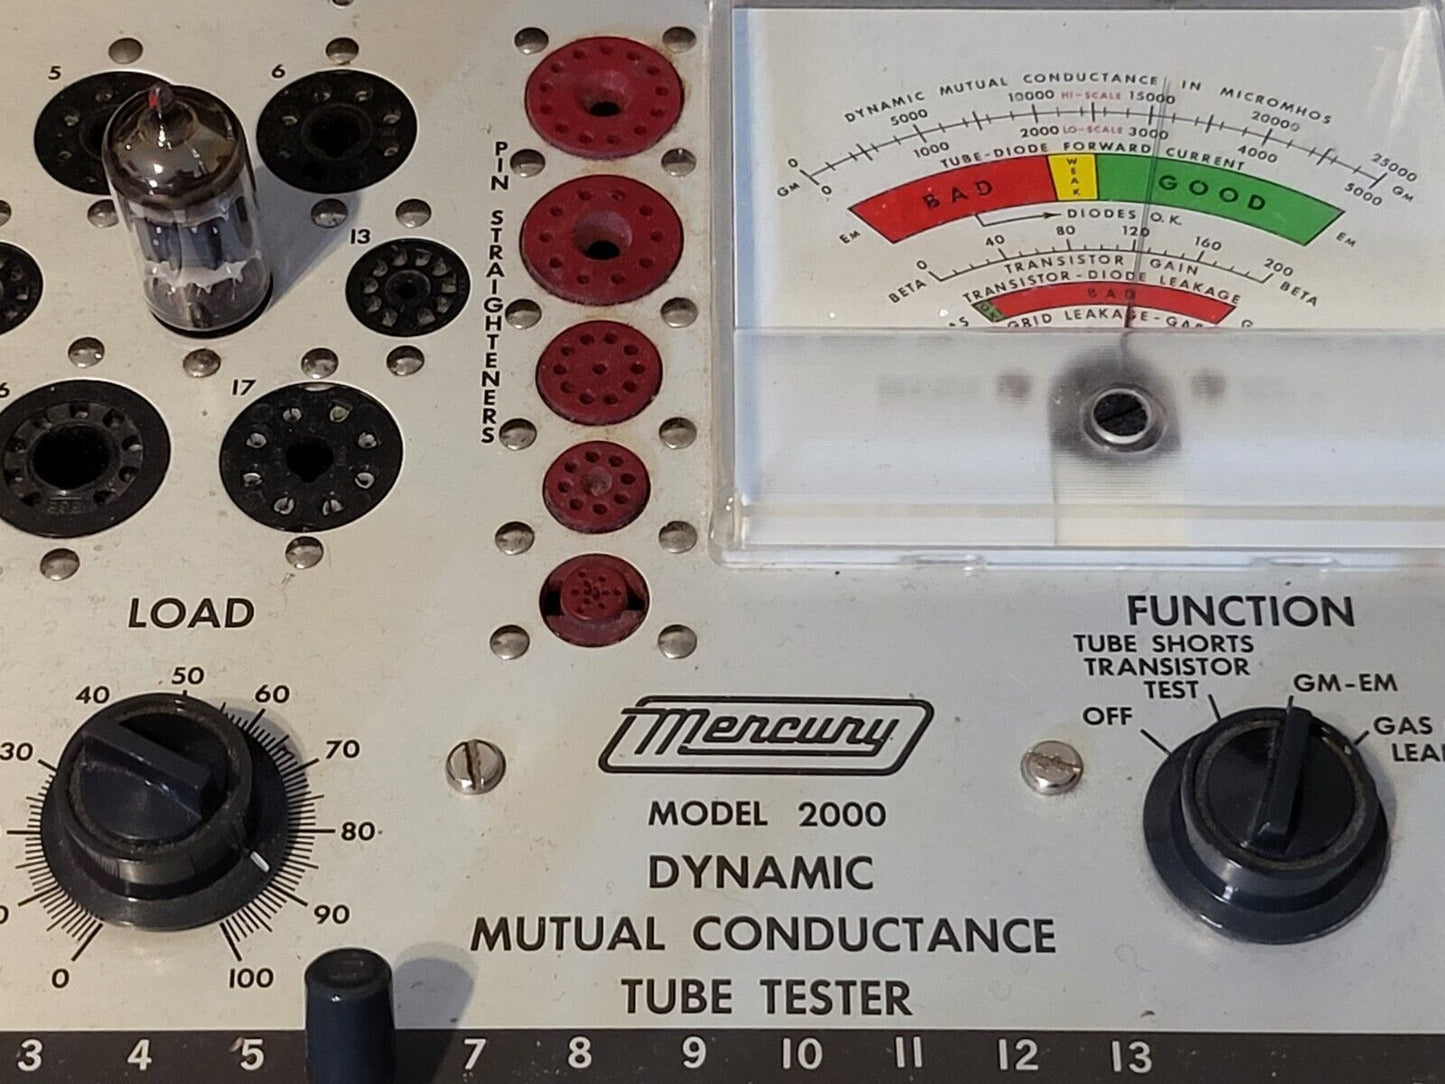 5
6
13
6
17
PIN STRAIGHTENERS
DYNAMIC MUTUAL CONDUCTANCE IN MICROMHOS
0 5000 10000 HI-SCALE 15000 20000 25000
GM 0 1000 2000 LO-SCALE 3000 4000 5000 GM
TUBE-DIODE FORWARD CURRENT
BAD WEAK GOOD
EM DIODES O.K. EM
0 40 80 120 160 200
BETA TRANSISTOR GAIN BETA
TRANSISTOR-DIODE LEAKAGE
OK BAD
GRID LEAKAGE-GAS
LOAD
0 30 40 50 60 70 80 90 100
FUNCTION
TUBE SHORTS
TRANSISTOR
TEST
OFF
GM-EM
GAS
LEA
Mercury
MODEL 2000
DYNAMIC
MUTUAL CONDUCTANCE
TUBE TESTER
3 4 5 7 8 9 10 11 12 13